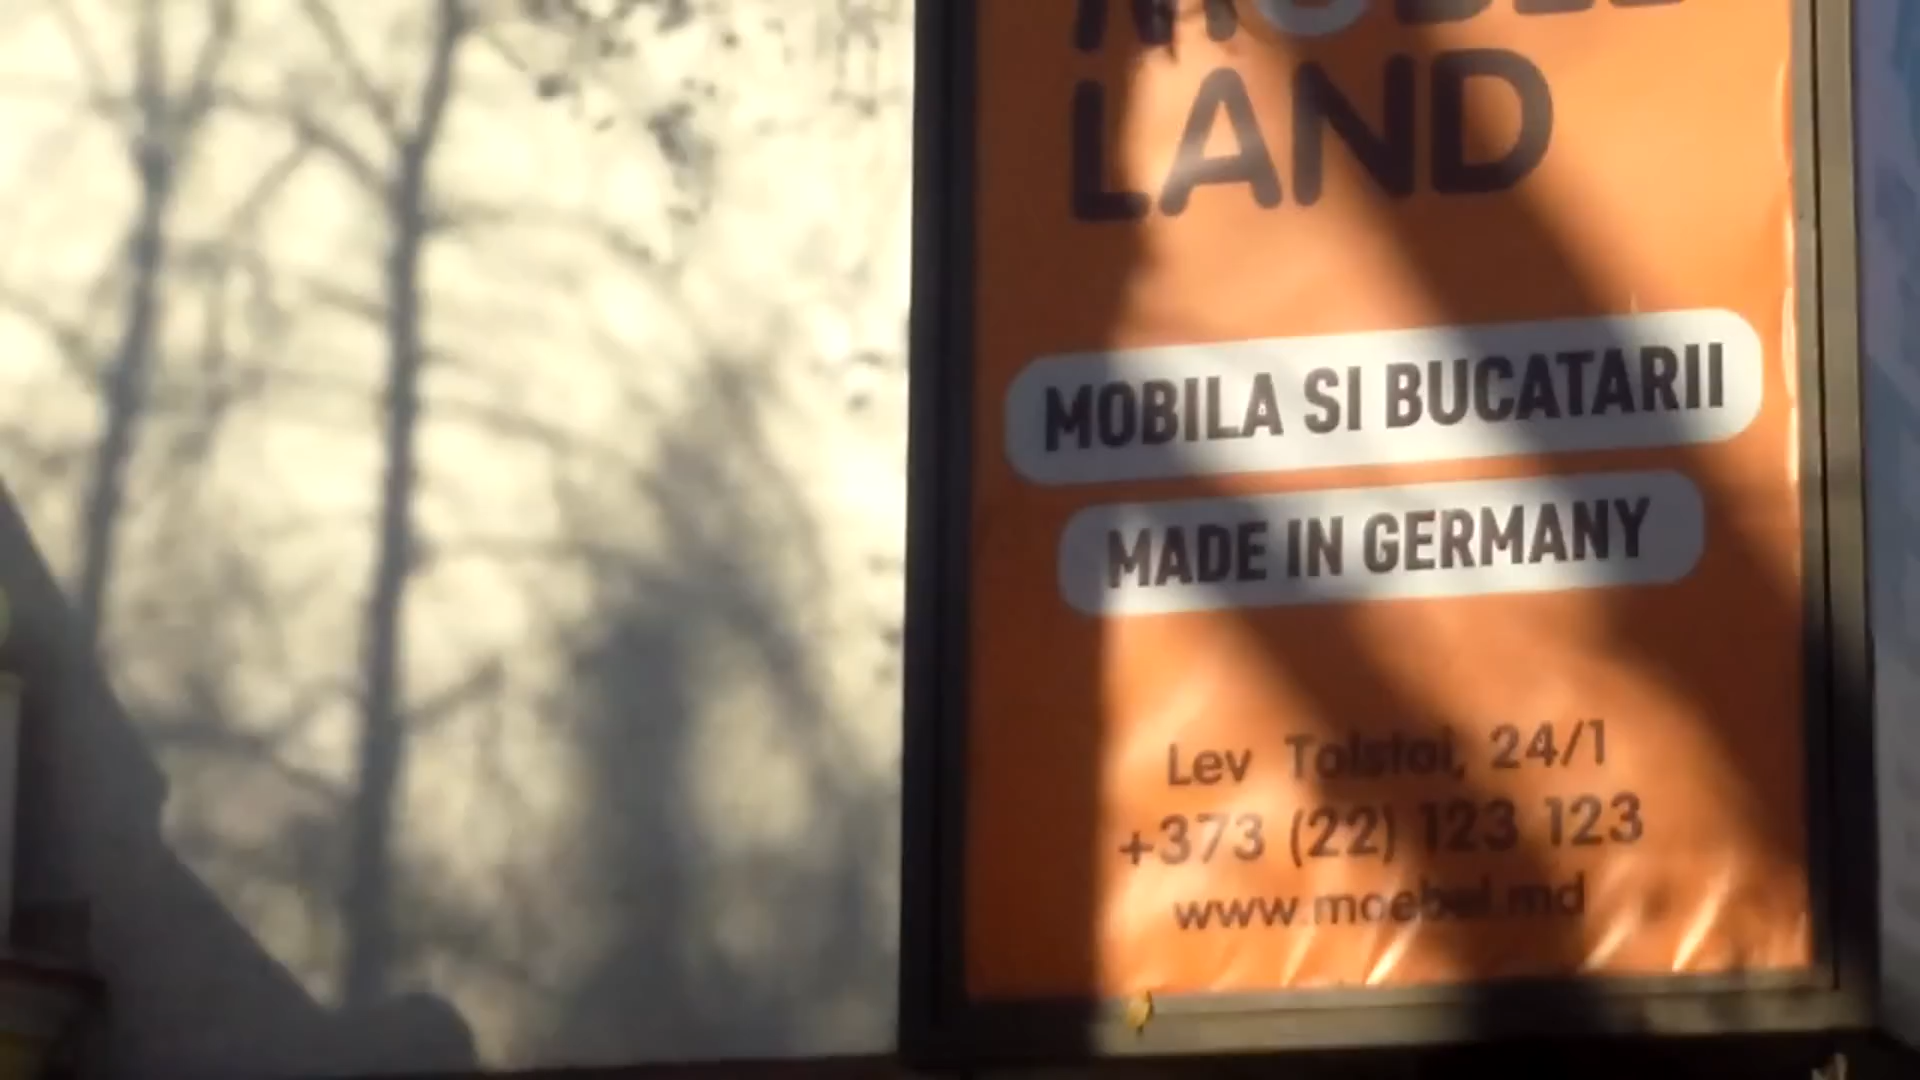 LAND
MOBILA SI BUCATARII
MADE IN GERMANY
Lev Tolstoi, 24/1
+373 (22) 123 123
www.moebel.md